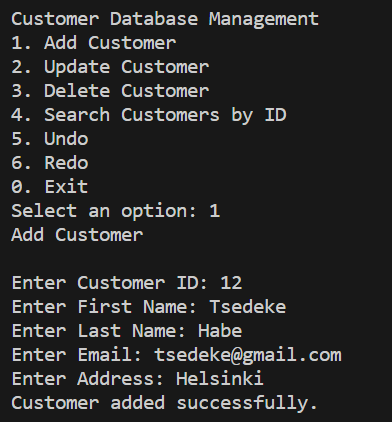 Customer Database Management
1. Add Customer
2. Update Customer
3. Delete Customer
4. Search Customers by ID
5. Undo
6. Redo
0. Exit
Select an option: 1
Add Customer
Enter Customer ID: 12
Enter First Name: Tsedeke
Enter Last Name: Habe
Enter Email: tsedeke@gmail.com
Enter Address: Helsinki
Customer added successfully.